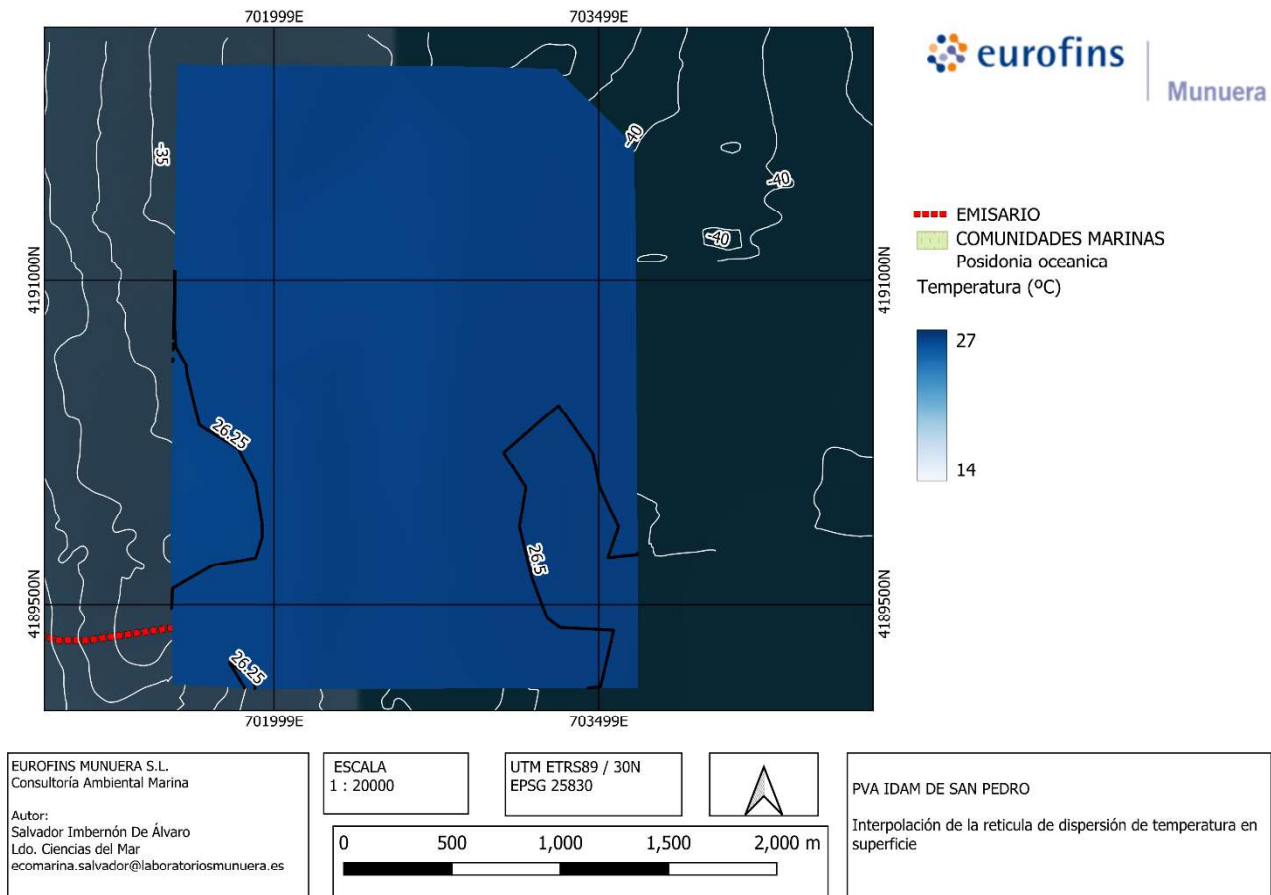 701999E
703499E
eurofins
Munuera
-35
-40
-40
-40
EMISARIO
COMUNIDADES MARINAS
Posidonia oceanica
Temperatura (ºC)
27
14
4191000N
4191000N
26.25
26.5
4189500N
4189500N
26.25
701999E
703499E
EUROFINS MUNUERA S.L.
Consultoría Ambiental Marina
Autor:
Salvador Imbernón De Álvaro
Ldo. Ciencias del Mar
ecomarina.salvador@laboratoriosmunuera.es
ESCALA
1 : 20000
UTM ETRS89 / 30N
EPSG 25830
0 500 1,000 1,500 2,000 m
PVA IDAM DE SAN PEDRO
Interpolación de la reticula de dispersión de temperatura en
superficie